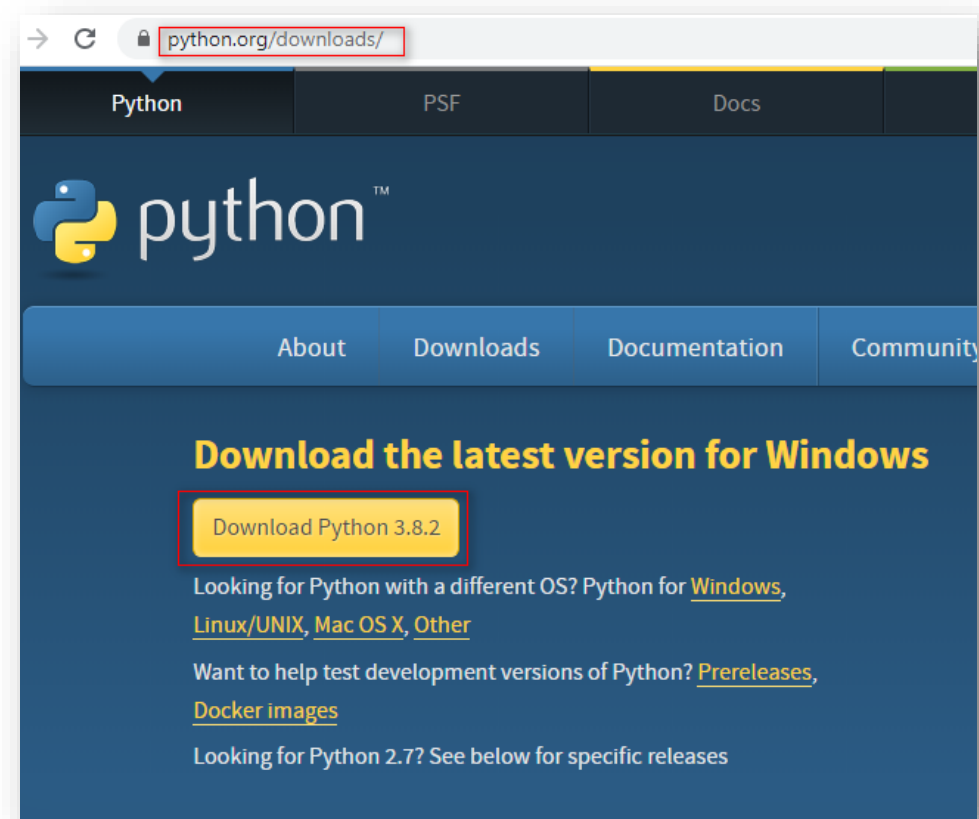 python.org/downloads/
Python PSF Docs
python™
About Downloads Documentation Community
Download the latest version for Windows
Download Python 3.8.2
Looking for Python with a different OS? Python for Windows,
Linux/UNIX, Mac OS X, Other
Want to help test development versions of Python? Prereleases,
Docker images
Looking for Python 2.7? See below for specific releases